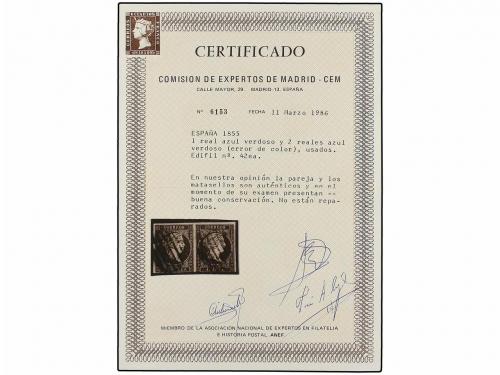 CERTIFICADO
COMISION DE EXPERTOS DE MADRID - CEM
CALLE MAYOR, 29. MADRID-13. ESPAÑA
Nº 6153 FECHA 11 Marzo 1986
ESPAÑA 1855
1 real azul verdoso y 2 reales azul
verdoso (error de color), usados.
Edifil nº. 42ea.
En nuestra opinión la pareja y los
matasellos son auténticos y en el
momento de su examen presentan --
buena conservación. No están repa-
rados.
CORREOS
MIEMBRO DE LA ASOCIACIÓN NACIONAL DE EXPERTOS EN FILATELIA
E HISTORIA POSTAL. ANEF.